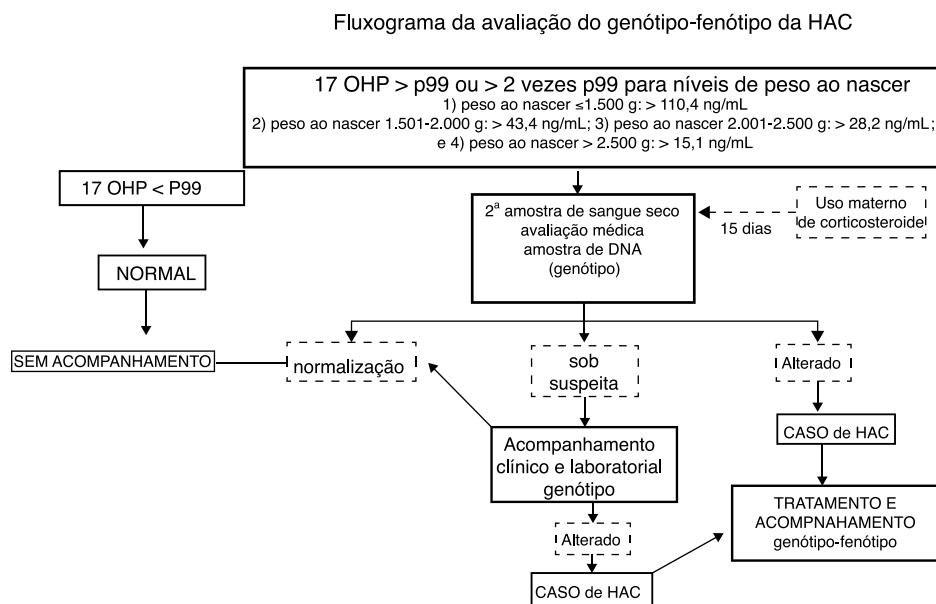 Fluxograma da avaliação do genótipo-fenótipo da HAC
17 OHP > p99 ou > 2 vezes p99 para níveis de peso ao nascer
1) peso ao nascer ≤1.500 g: > 110,4 ng/mL
2) peso ao nascer 1.501-2.000 g: > 43,4 ng/mL; 3) peso ao nascer 2.001-2.500 g: > 28,2 ng/mL;
e 4) peso ao nascer > 2.500 g: > 15,1 ng/mL
17 OHP < P99
NORMAL
SEM ACOMPANHAMENTO
2ª amostra de sangue seco
avaliação médica
amostra de DNA
(genótipo)
15 dias
Uso materno
de corticosteroide
normalização
sob
suspeita
Alterado
Acompanhamento
clínico e laboratorial
genótipo
Alterado
CASO de HAC
CASO de HAC
TRATAMENTO E
ACOMPNAHAMENTO
genótipo-fenótipo